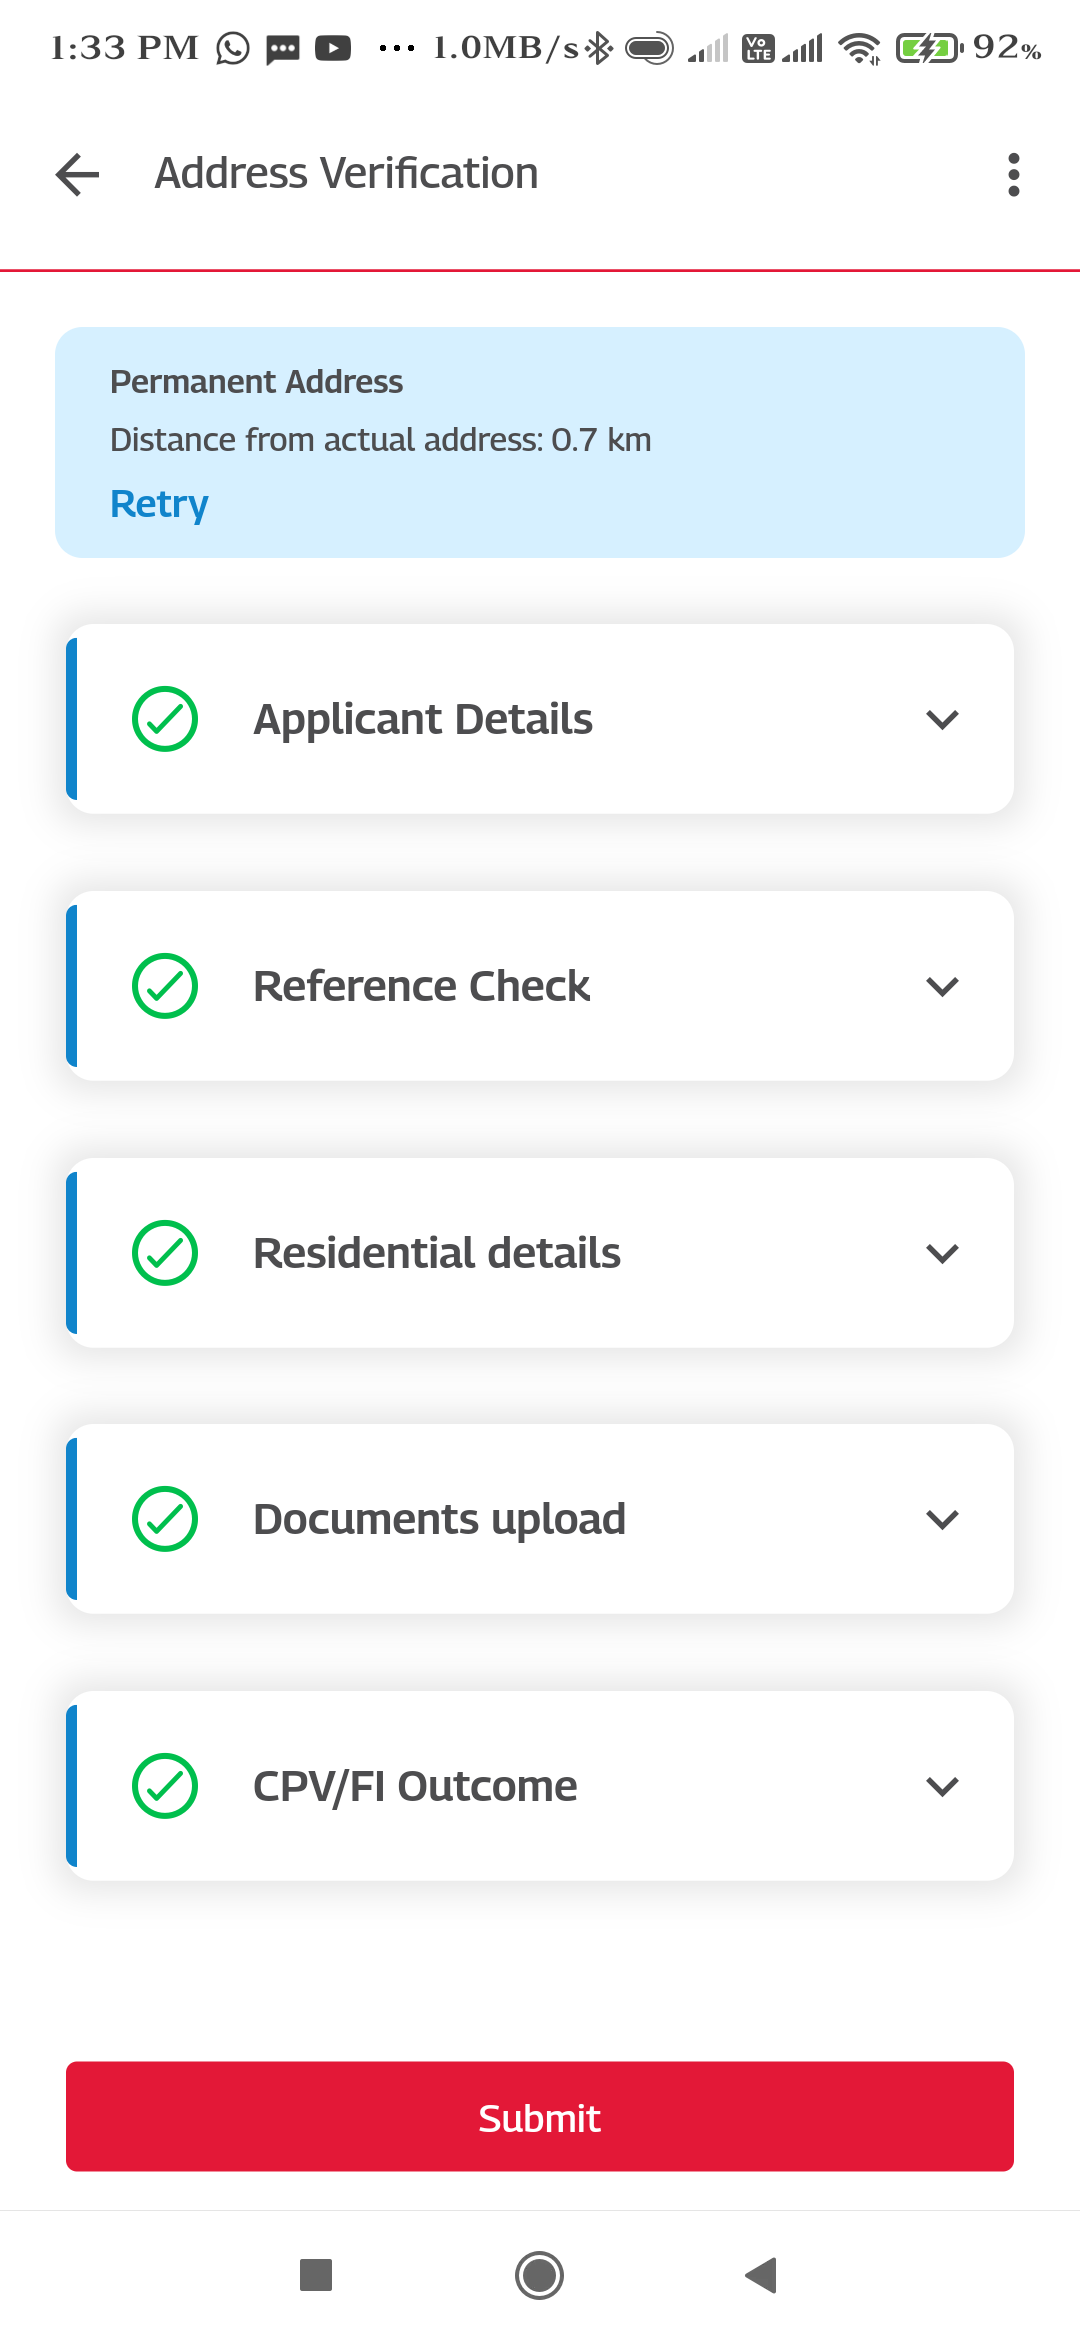 1:33 PM ... 1.0MB/s Vo LTE 92%
Address Verification
Permanent Address
Distance from actual address: 0.7 km
Retry
Applicant Details
Reference Check
Residential details
Documents upload
CPV/FI Outcome
Submit